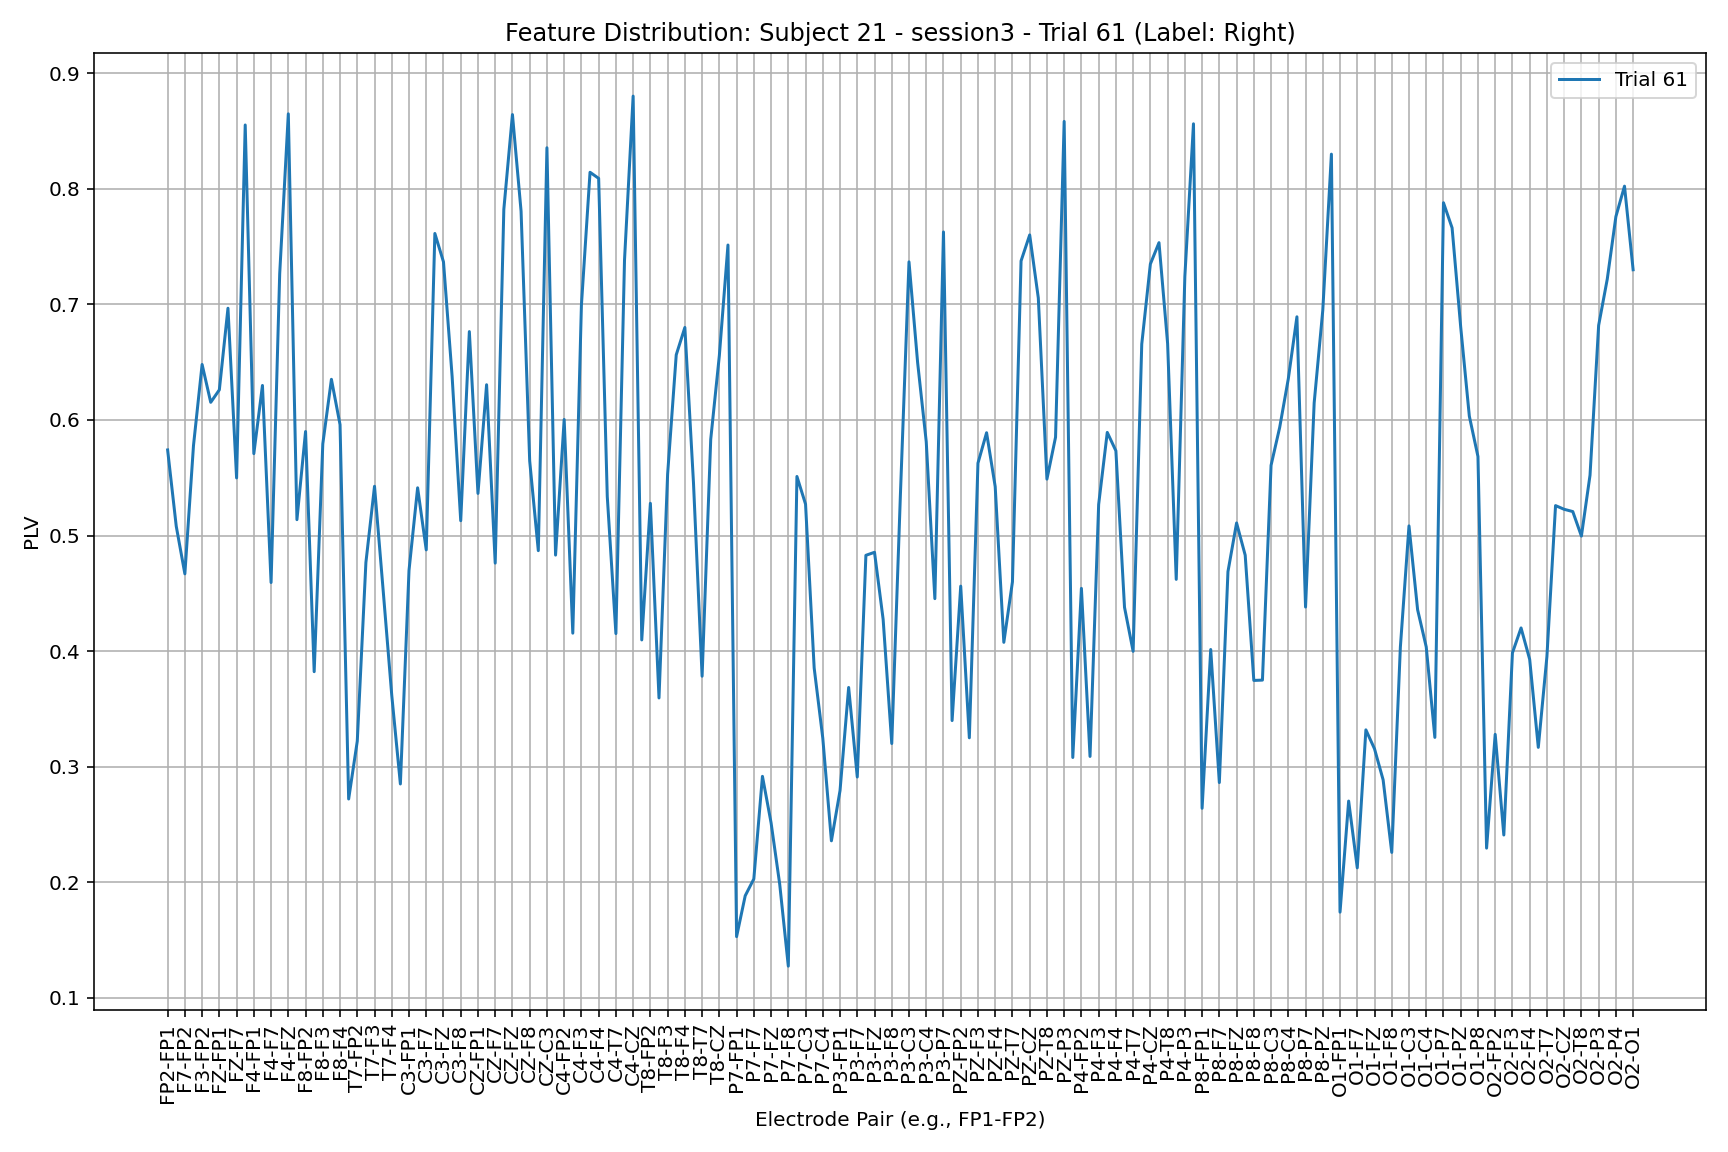 Feature Distribution: Subject 21 - session3 - Trial 61 (Label: Right)
Trial 61
PLV
0.9
0.8
0.7
0.6
0.5
0.4
0.3
0.2
0.1
FP2-FP1
F7-FP2
F3-FP2
FZ-FP1
FZ-F7
F4-FP1
F4-F7
F4-FZ
F8-FP2
F8-F3
F8-F4
T7-FP2
T7-F3
T7-F4
C3-FP1
C3-F7
C3-FZ
C3-F8
CZ-FP1
CZ-F7
CZ-FZ
CZ-F8
CZ-C3
C4-FP2
C4-F3
C4-F4
C4-T7
C4-CZ
T8-FP2
T8-F3
T8-F4
T8-T7
T8-CZ
P7-FP1
P7-F7
P7-FZ
P7-F8
P7-C3
P7-C4
P3-FP1
P3-F7
P3-FZ
P3-F8
P3-C3
P3-C4
P3-P7
PZ-FP2
PZ-F3
PZ-F4
PZ-T7
PZ-CZ
PZ-T8
PZ-P3
P4-FP2
P4-F3
P4-F4
P4-T7
P4-CZ
P4-T8
P4-P3
P8-FP1
P8-F7
P8-FZ
P8-F8
P8-C3
P8-C4
P8-P7
P8-PZ
O1-FP1
O1-F7
O1-FZ
O1-F8
O1-C3
O1-C4
O1-P7
O1-PZ
O1-P8
O2-FP2
O2-F3
O2-F4
O2-T7
O2-CZ
O2-T8
O2-P3
O2-P4
O2-O1
Electrode Pair (e.g., FP1-FP2)